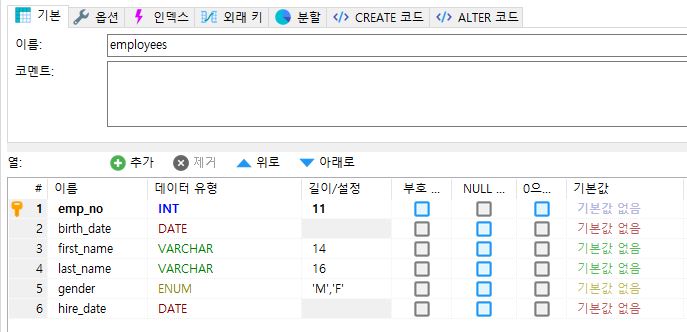 기본 옵션 인덱스 외래 키 분할 CREATE 코드 ALTER 코드
이름: employees
코멘트:
열: 추가 제거 위로 아래로
# 이름 데이터 유형 길이/설정 부호 ... NULL ... 0으... 기본값
1 emp_no INT 11 기본값 없음
2 birth_date DATE 기본값 없음
3 first_name VARCHAR 14 기본값 없음
4 last_name VARCHAR 16 기본값 없음
5 gender ENUM 'M','F' 기본값 없음
6 hire_date DATE 기본값 없음